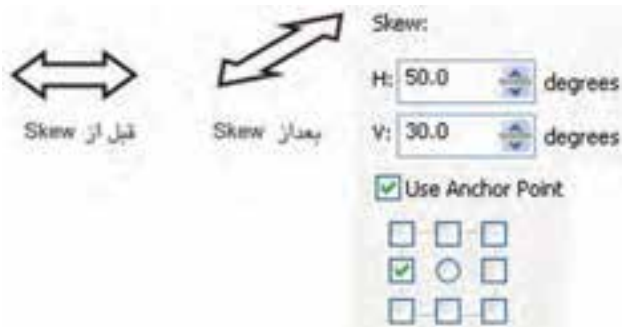 Skew:
H: 50.0 degrees
V: 30.0 degrees
Use Anchor Point
قبل از Skew
بعداز Skew